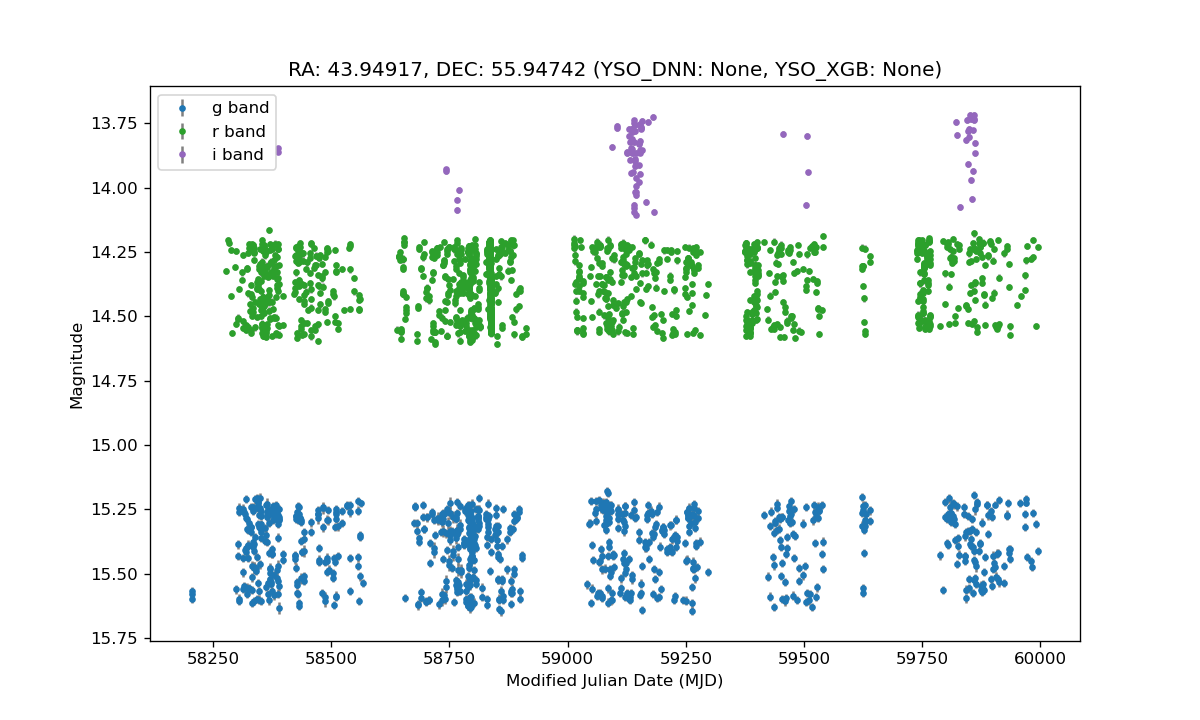 RA: 43.94917, DEC: 55.94742 (YSO_DNN: None, YSO_XGB: None)
g band
r band
i band
Magnitude
13.75
14.00
14.25
14.50
14.75
15.00
15.25
15.50
15.75
58250 58500 58750 59000 59250 59500 59750 60000
Modified Julian Date (MJD)